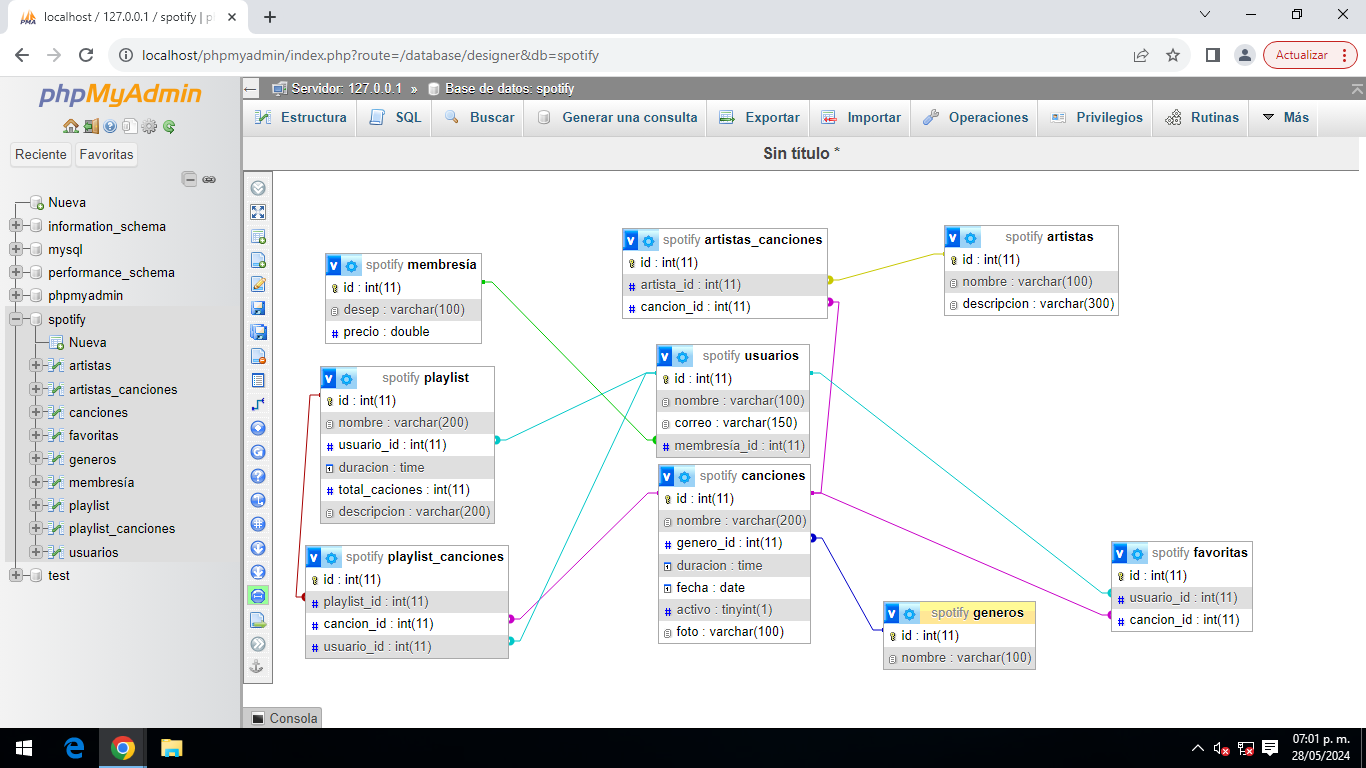 localhost / 127.0.0.1 / spotify | p
localhost/phpmyadmin/index.php?route=/database/designer&db=spotify
Actualizar
phpMyAdmin
Reciente
Favoritas
Nueva
information_schema
mysql
performance_schema
phpmyadmin
spotify
Nueva
artistas
artistas_canciones
canciones
favoritas
generos
membresía
playlist
playlist_canciones
usuarios
test
Servidor: 127.0.0.1 » Base de datos: spotify
Estructura
SQL
Buscar
Generar una consulta
Exportar
Importar
Operaciones
Privilegios
Rutinas
Más
Sin título *
spotify membresía
id : int(11)
desep : varchar(100)
precio : double
spotify artistas_canciones
id : int(11)
artista_id : int(11)
cancion_id : int(11)
spotify artistas
id : int(11)
nombre : varchar(100)
descripcion : varchar(300)
spotify playlist
id : int(11)
nombre : varchar(200)
usuario_id : int(11)
duracion : time
total_caciones : int(11)
descripcion : varchar(200)
spotify usuarios
id : int(11)
nombre : varchar(100)
correo : varchar(150)
membresía_id : int(11)
spotify canciones
id : int(11)
nombre : varchar(200)
genero_id : int(11)
duracion : time
fecha : date
activo : tinyint(1)
foto : varchar(100)
spotify playlist_canciones
id : int(11)
playlist_id : int(11)
cancion_id : int(11)
usuario_id : int(11)
spotify generos
id : int(11)
nombre : varchar(100)
spotify favoritas
id : int(11)
usuario_id : int(11)
cancion_id : int(11)
Consola
07:01 p. m.
28/05/2024